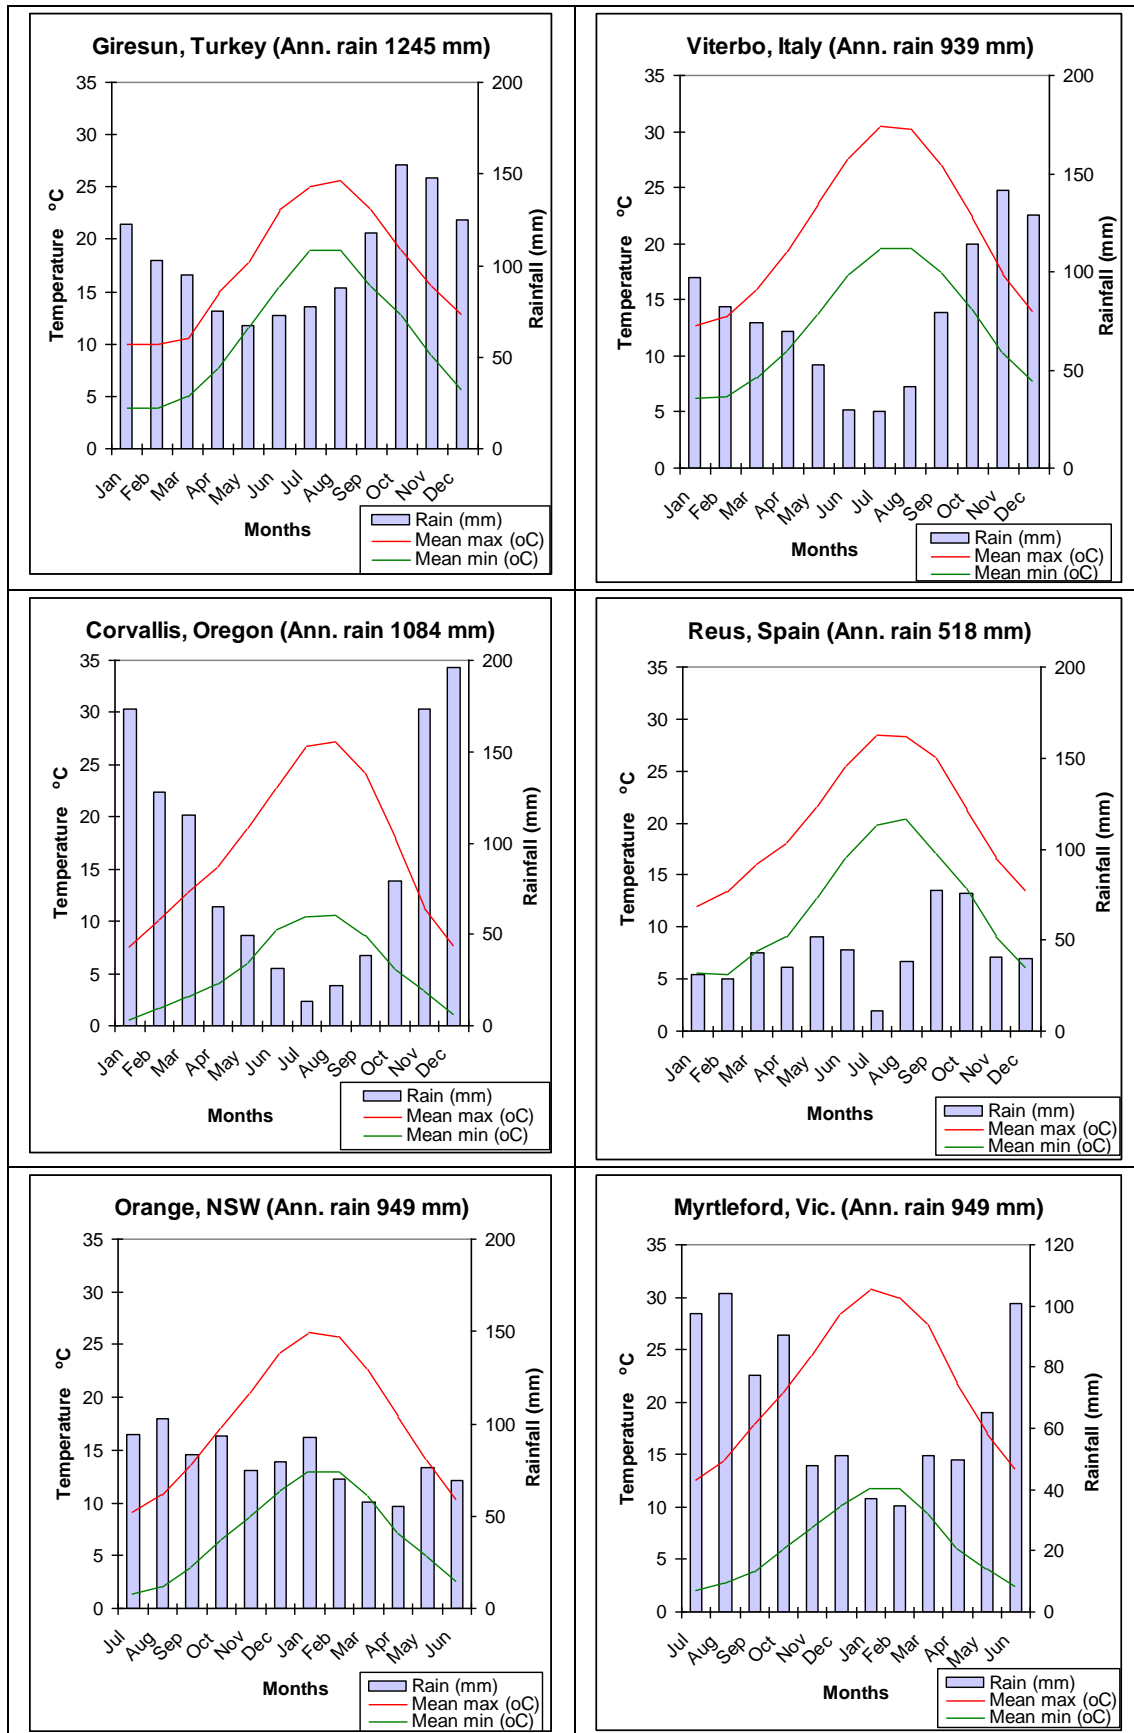 Giresun, Turkey (Ann. rain 1245 mm)
35
30
25
20
15
10
5
0
Temperature °C
200
150
100
50
0
Rainfall (mm)
Jan Feb Mar Apr May Jun Jul Aug Sep Oct Nov Dec
Months
Rain (mm)
Mean max (oC)
Mean min (oC)
Viterbo, Italy (Ann. rain 939 mm)
35
30
25
20
15
10
5
0
Temperature °C
200
150
100
50
0
Rainfall (mm)
Jan Feb Mar Apr May Jun Jul Aug Sep Oct Nov Dec
Months
Rain (mm)
Mean max (oC)
Mean min (oC)
Corvallis, Oregon (Ann. rain 1084 mm)
35
30
25
20
15
10
5
0
Temperature °C
200
150
100
50
0
Rainfall (mm)
Jan Feb Mar Apr May Jun Jul Aug Sep Oct Nov Dec
Months
Rain (mm)
Mean max (oC)
Mean min (oC)
Reus, Spain (Ann. rain 518 mm)
35
30
25
20
15
10
5
0
Temperature °C
200
150
100
50
0
Rainfall (mm)
Jan Feb Mar Apr May Jun Jul Aug Sep Oct Nov Dec
Months
Rain (mm)
Mean max (oC)
Mean min (oC)
Orange, NSW (Ann. rain 949 mm)
35
30
25
20
15
10
5
0
Temperature °C
200
150
100
50
0
Rainfall (mm)
Jul Aug Sep Oct Nov Dec Jan Feb Mar Apr May Jun
Months
Rain (mm)
Mean max (oC)
Mean min (oC)
Myrtleford, Vic. (Ann. rain 949 mm)
35
30
25
20
15
10
5
0
Temperature °C
120
100
80
60
40
20
0
Rainfall (mm)
Jul Aug Sep Oct Nov Dec Jan Feb Mar Apr May Jun
Months
Rain (mm)
Mean max (oC)
Mean min (oC)